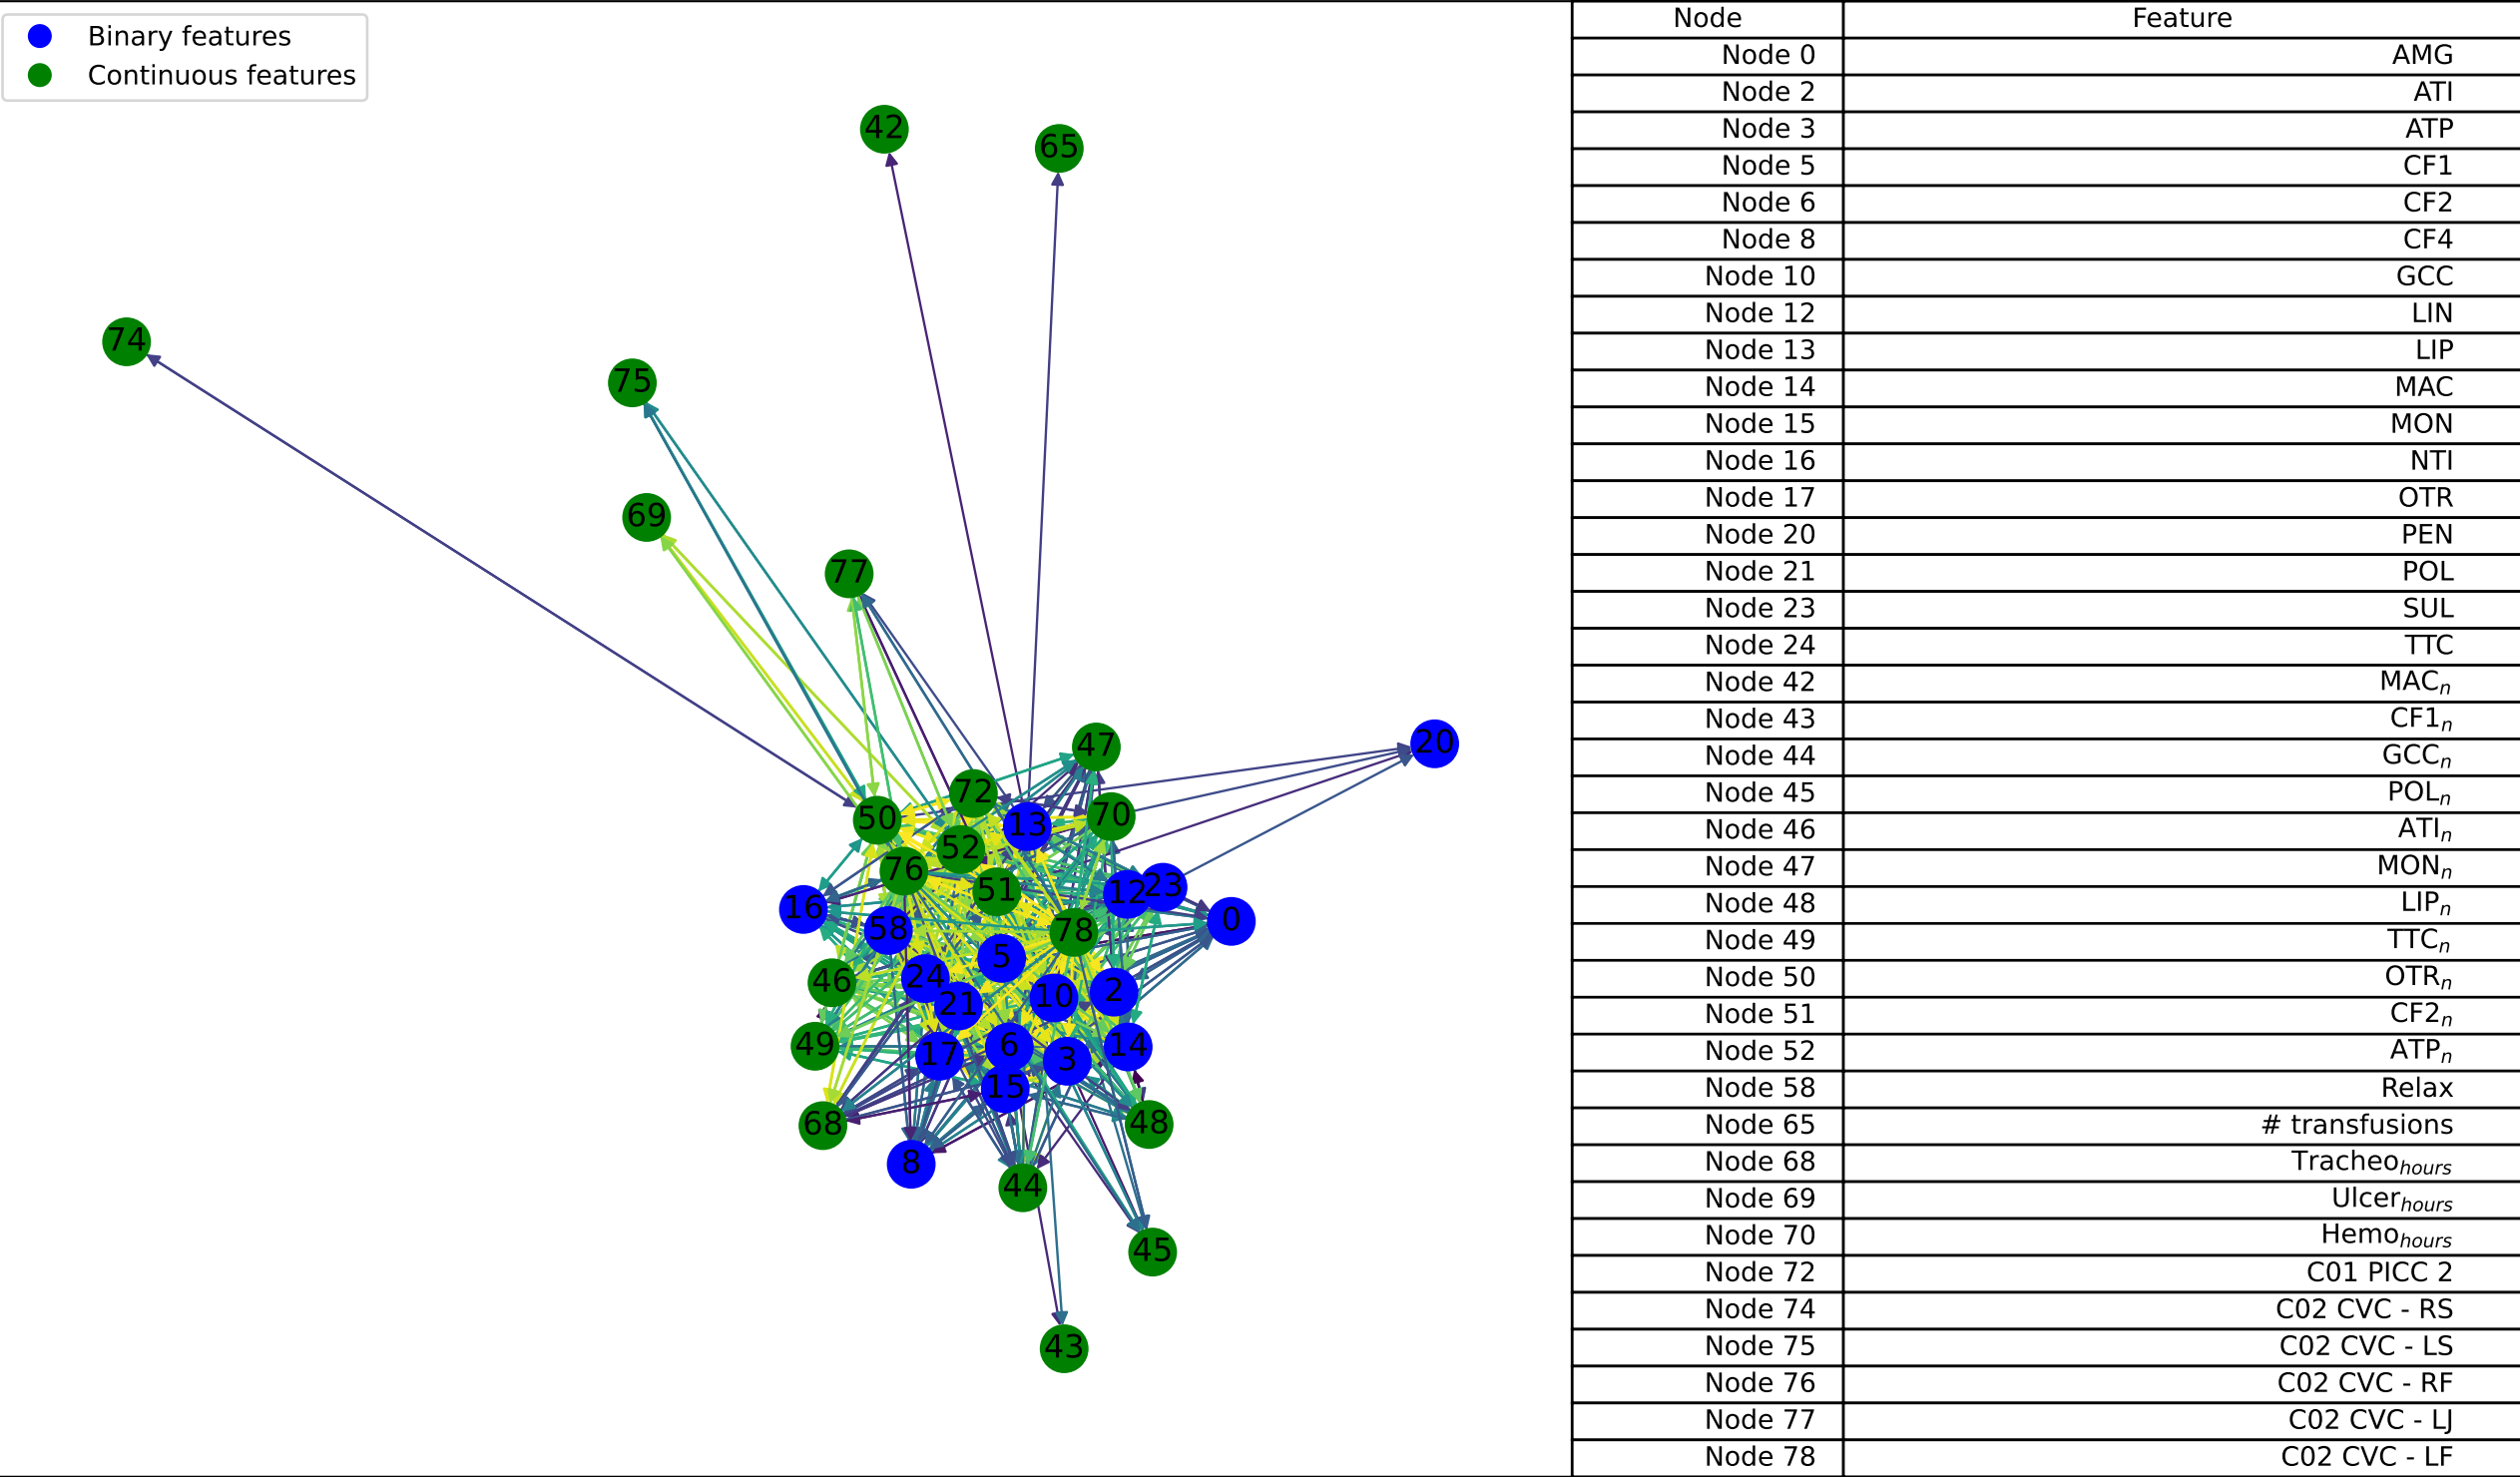 Binary features
Continuous features
42
65
74
75
69
77
47
20
72
50
13
70
52
76
51
12
23
16
58
78
0
5
46
24
21
10
2
49
17
6
3
14
15
68
48
8
44
45
43
Node Feature
Node 0 AMG
Node 2 ATI
Node 3 ATP
Node 5 CF1
Node 6 CF2
Node 8 CF4
Node 10 GCC
Node 12 LIN
Node 13 LIP
Node 14 MAC
Node 15 MON
Node 16 NTI
Node 17 OTR
Node 20 PEN
Node 21 POL
Node 23 SUL
Node 24 TTC
Node 42 MACn
Node 43 CF1n
Node 44 GCCn
Node 45 POLn
Node 46 ATIn
Node 47 MONn
Node 48 LIPn
Node 49 TTCn
Node 50 OTRn
Node 51 CF2n
Node 52 ATPn
Node 58 Relax
Node 65 # transfusions
Node 68 Tracheohours
Node 69 Ulcerhours
Node 70 Hemohours
Node 72 C01 PICC 2
Node 74 C02 CVC - RS
Node 75 C02 CVC - LS
Node 76 C02 CVC - RF
Node 77 C02 CVC - LJ
Node 78 C02 CVC - LF